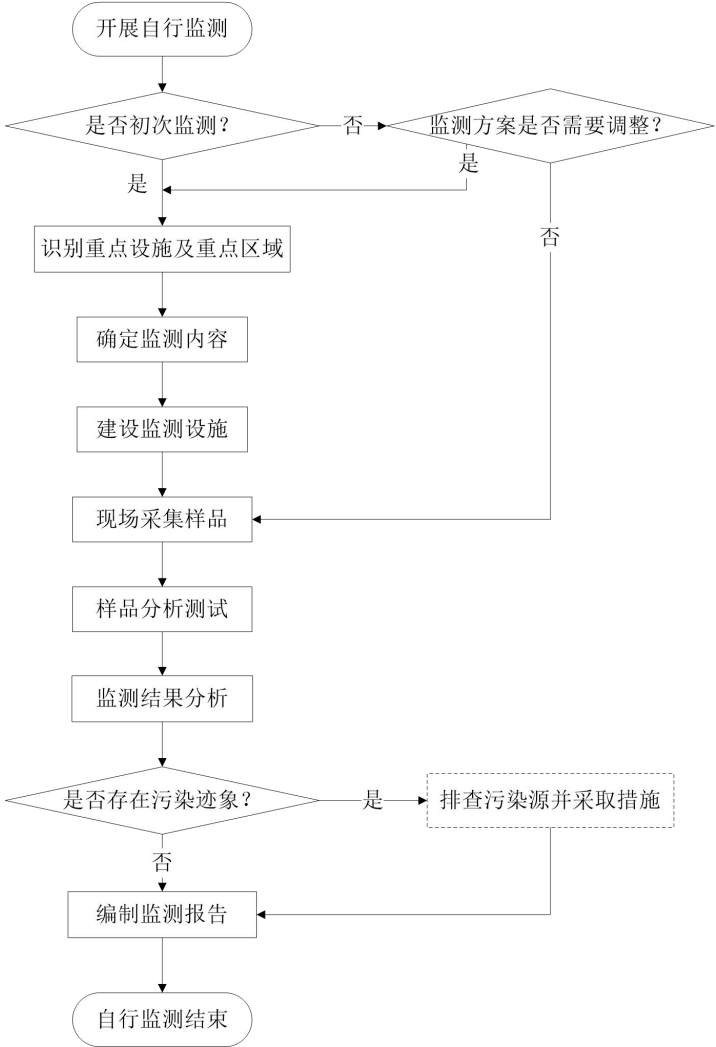 开展自行监测
是否初次监测？
否
监测方案是否需要调整？
是
是
否
识别重点设施及重点区域
确定监测内容
建设监测设施
现场采集样品
样品分析测试
监测结果分析
是否存在污染迹象？
是
排查污染源并采取措施
否
编制监测报告
自行监测结束